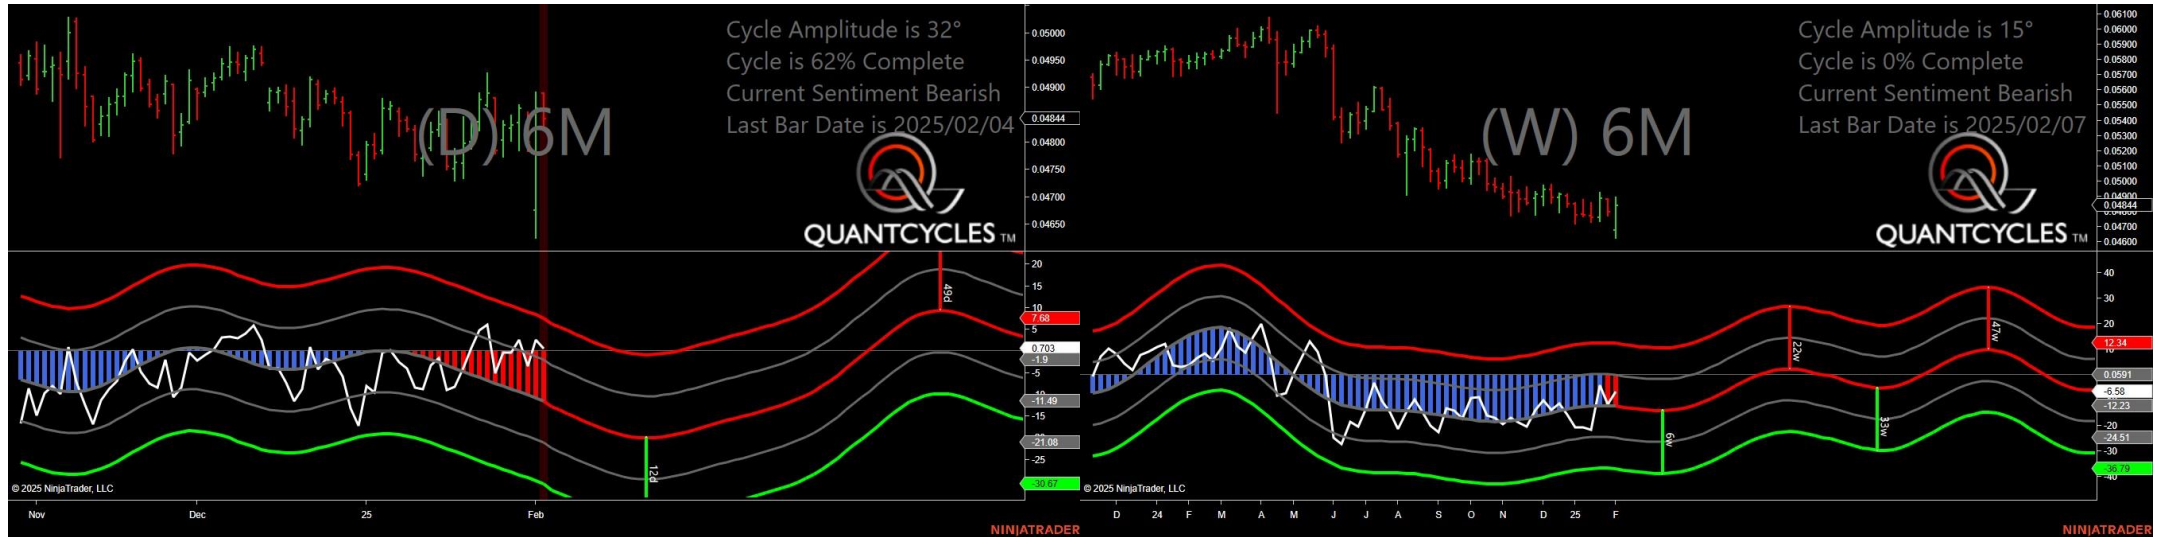 Cycle Amplitude is 32°
Cycle is 62% Complete
Current Sentiment Bearish
Last Bar Date is 2025/02/04
(D) 6M
QUANTCYCLES TM
0.05000
0.04950
0.04900
0.04844
0.04800
0.04750
0.04700
0.04650
20
15
10
7.68
5
0.703
-1.9
-5
-11.49
-15
-21.08
-25
-30.67
49d
12d
© 2025 NinjaTrader, LLC
Nov
Dec
25
Feb
NINJATRADER
Cycle Amplitude is 15°
Cycle is 0% Complete
Current Sentiment Bearish
Last Bar Date is 2025/02/07
(W) 6M
QUANTCYCLES TM
0.06100
0.05900
0.05800
0.05700
0.05600
0.05500
0.05400
0.05300
0.05200
0.05100
0.05000
0.04844
0.04700
0.04600
40
30
20
12.34
0.0591
-6.58
-12.23
-20
-24.51
-30
-36.79
22w
47w
6w
33w
© 2025 NinjaTrader, LLC
D
24
F
M
A
M
J
J
A
S
O
N
D
25
F
NINJATRADER